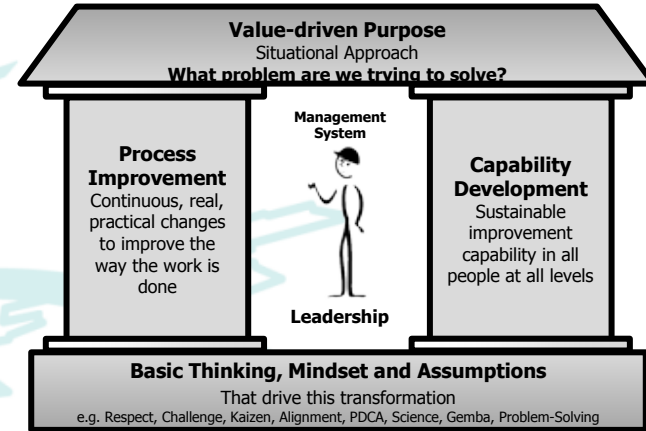 Value-driven Purpose
Situational Approach
What problem are we trying to solve?
Process
Improvement
Continuous, real,
practical changes
to improve the
way the work is
done
Management
System
Leadership
Capability
Development
Sustainable
improvement
capability in all
people at all levels
Basic Thinking, Mindset and Assumptions
That drive this transformation
e.g. Respect, Challenge, Kaizen, Alignment, PDCA, Science, Gemba, Problem-Solving